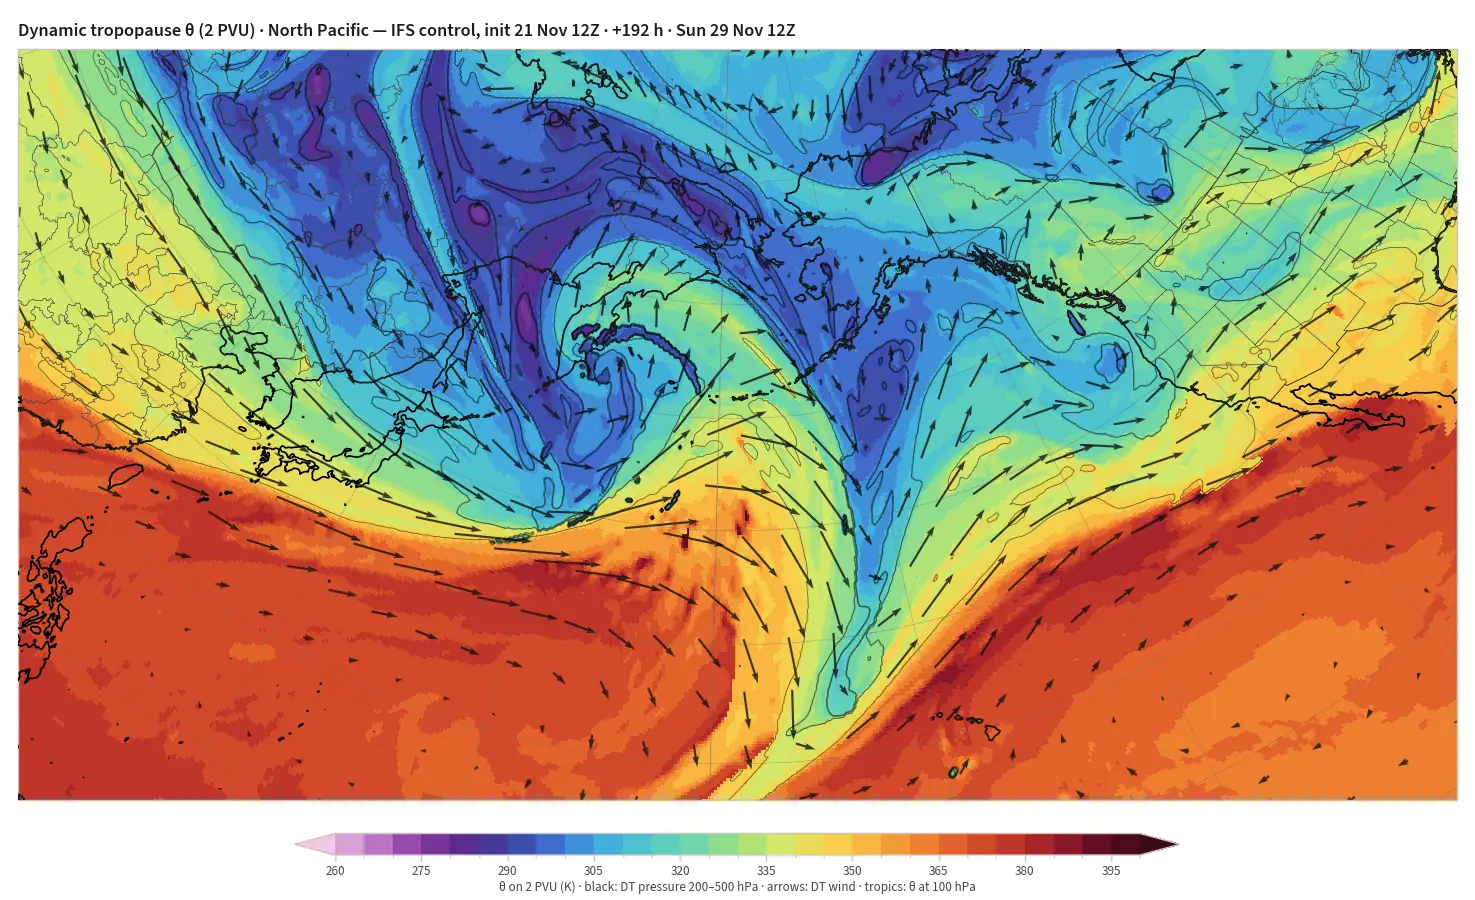 Dynamic tropopause θ (2 PVU) · North Pacific — IFS control, init 21 Nov 12Z · +192 h · Sun 29 Nov 12Z
260 275 290 305 320 335 350 365 380 395
θ on 2 PVU (K) · black: DT pressure 200–500 hPa · arrows: DT wind · tropics: θ at 100 hPa